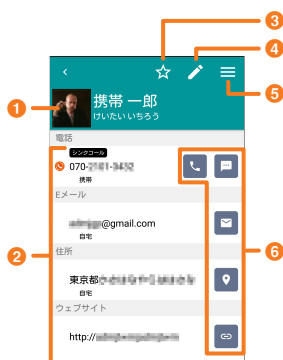 3
4
5
1
携帯 一郎
けいたい いちろう
電話
シンクコール
070-
携帯
Eメール
@gmail.com
自宅
2
6
住所
東京都
自宅
ウェブサイト
http://